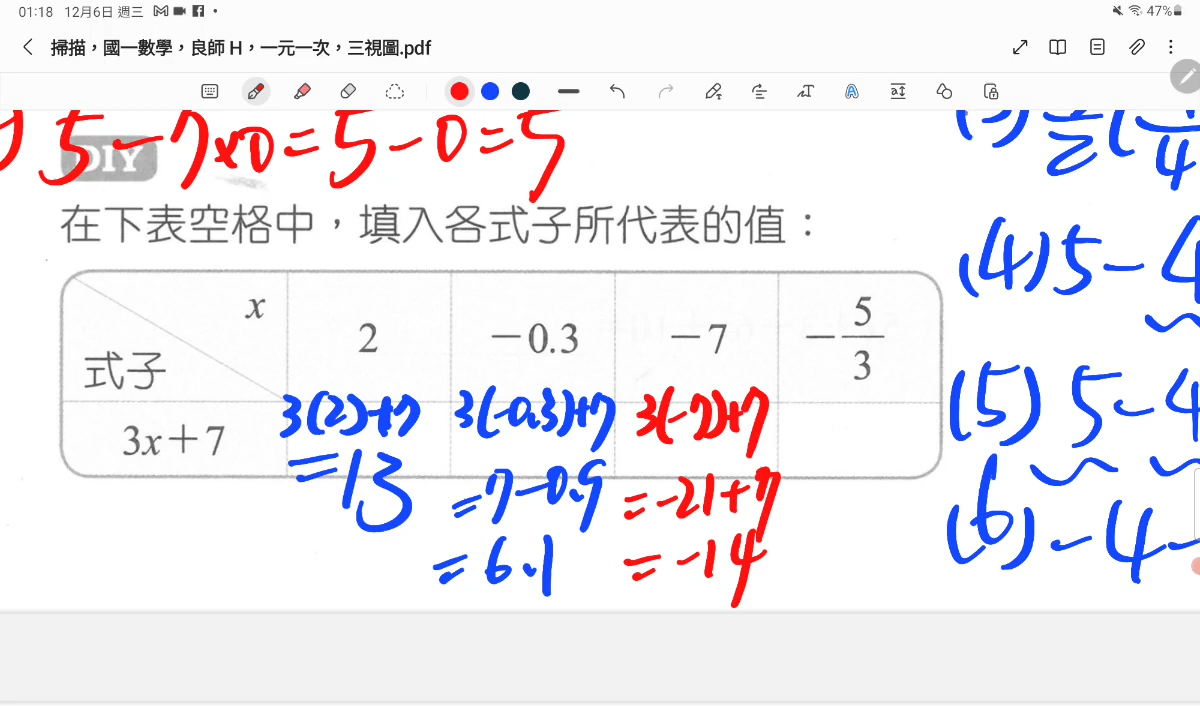 01:18 12月6日 週三
47%
掃描，國一數學，良師 H，一元一次，三視圖.pdf
5-7×0=5-0=5
DIY
在下表空格中，填入各式子所代表的值：
x
式子
2
-0.3
-7
-5/3
3x+7
3(2)+7
=13
3(-0.3)+7
=7-0.9
=6.1
3(-7)+7
=-21+7
=-14
(4) 5-4
(5) 5-4
(6) -4-